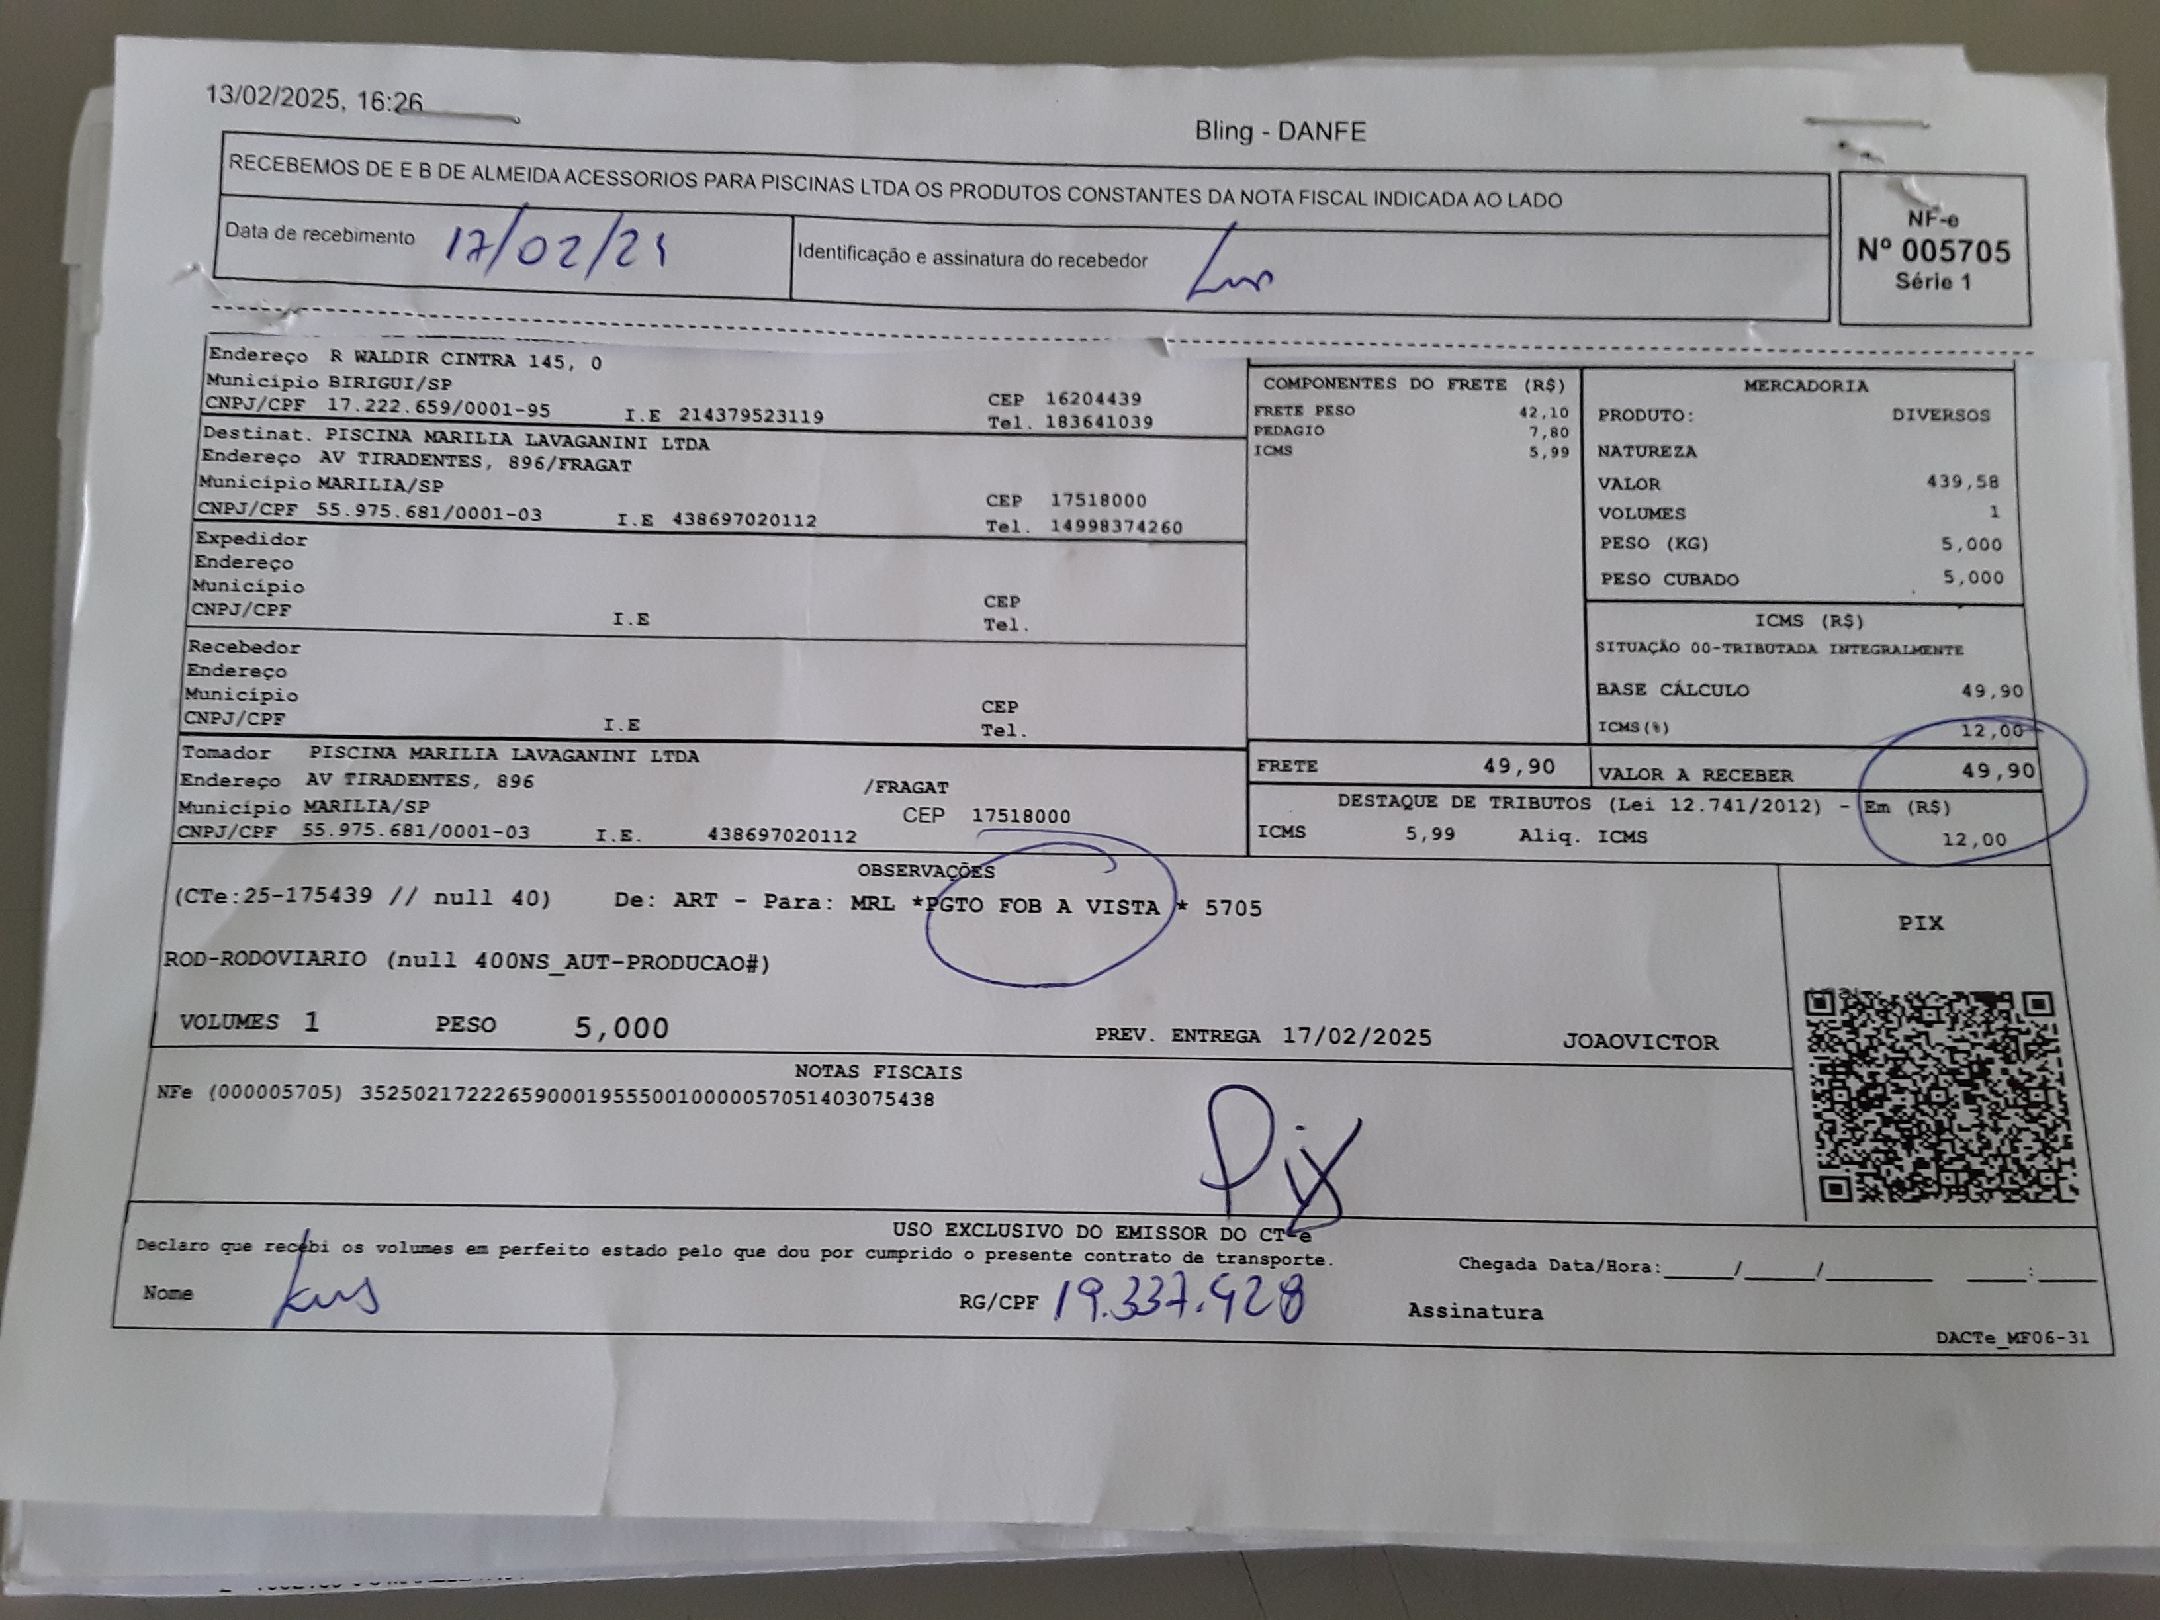 13/02/2025, 16:26
Bling - DANFE
RECEBEMOS DE E B DE ALMEIDA ACESSORIOS PARA PISCINAS LTDA OS PRODUTOS CONSTANTES DA NOTA FISCAL INDICADA AO LADO
Data de recebimento 17/02/25
Identificação e assinatura do recebedor
NF-e
Nº 005705
Série 1
Endereço R WALDIR CINTRA 145, 0
Município BIRIGUI/SP
CEP 16204439
CNPJ/CPF 17.222.659/0001-95 I.E 214379523119 Tel. 183641039
Destinat. PISCINA MARILIA LAVAGANINI LTDA
Endereço AV TIRADENTES, 896/FRAGAT
Município MARILIA/SP CEP 17518000
CNPJ/CPF 55.975.681/0001-03 I.E 438697020112 Tel. 14998374260
Expedidor
Endereço
Município CEP
CNPJ/CPF I.E Tel.
Recebedor
Endereço
Município CEP
CNPJ/CPF I.E Tel.
Tomador PISCINA MARILIA LAVAGANINI LTDA
Endereço AV TIRADENTES, 896 /FRAGAT
Município MARILIA/SP CEP 17518000
CNPJ/CPF 55.975.681/0001-03 I.E. 438697020112
COMPONENTES DO FRETE (R$)
FRETE PESO 42,10
PEDAGIO 7,80
ICMS 5,99
MERCADORIA
PRODUTO: DIVERSOS
NATUREZA
VALOR 439,58
VOLUMES 1
PESO (KG) 5,000
PESO CUBADO 5,000
ICMS (R$)
SITUAÇÃO 00-TRIBUTADA INTEGRALMENTE
BASE CÁLCULO 49,90
ICMS(%) 12,00
FRETE 49,90
VALOR A RECEBER 49,90
DESTAQUE DE TRIBUTOS (Lei 12.741/2012) - Em (R$)
ICMS 5,99 Aliq. ICMS 12,00
OBSERVAÇÕES
(CTe:25-175439 // null 40) De: ART - Para: MRL *PGTO FOB A VISTA * 5705
ROD-RODOVIARIO (null 400NS_AUT-PRODUCAO#)
VOLUMES 1 PESO 5,000 PREV. ENTREGA 17/02/2025 JOAOVICTOR
PIX
NOTAS FISCAIS
NFe (000005705) 35250217222659000195550010000057051403075438
Pix
USO EXCLUSIVO DO EMISSOR DO CT-e
Declaro que recebi os volumes em perfeito estado pelo que dou por cumprido o presente contrato de transporte.
Chegada Data/Hora:_____/_____/_______ ____:____
Nome
RG/CPF 19.337.928
Assinatura
DACTe_MF06-31